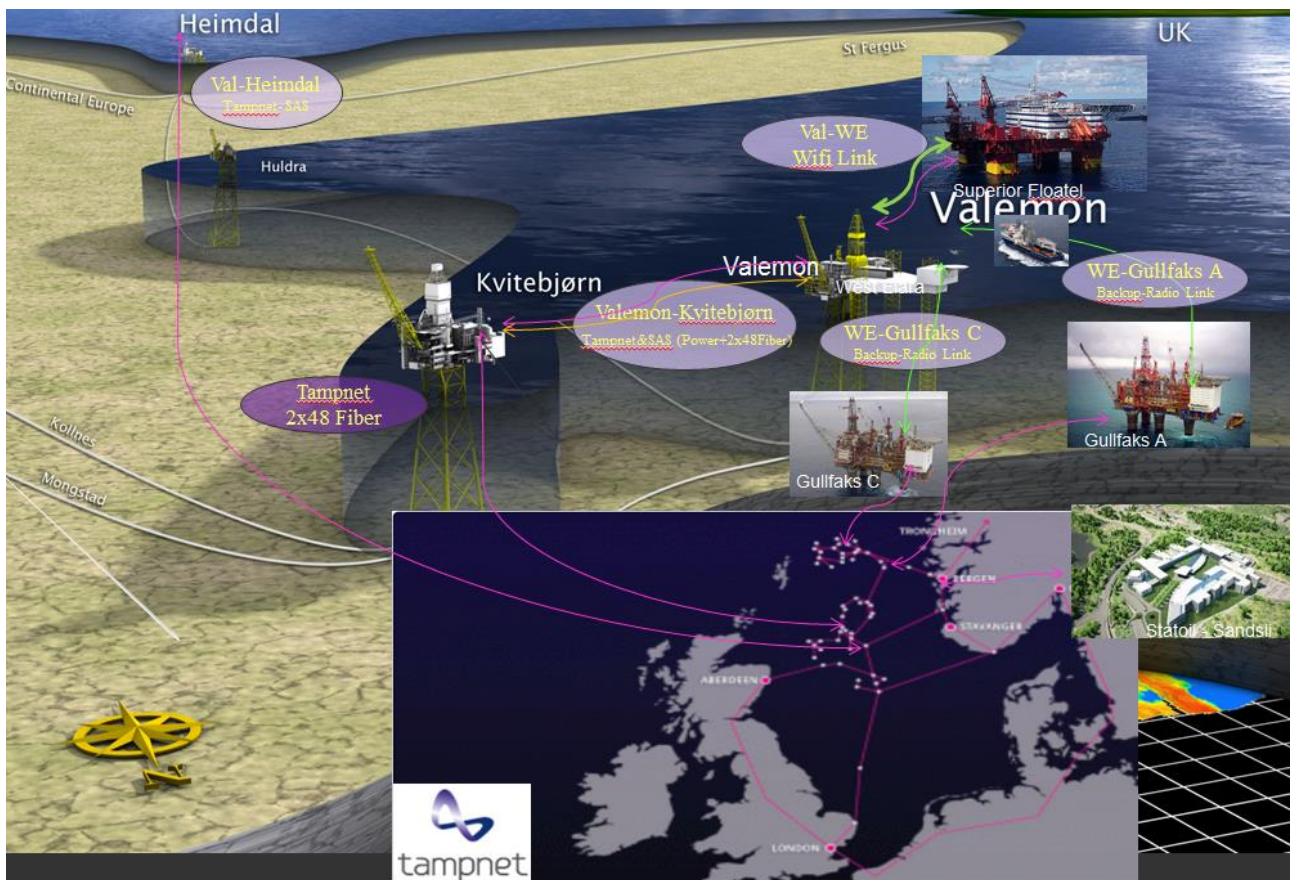 Heimdal
UK
St Fergus
Continental Europe
Val-Heimdal
Tampnet-SAS
Val-WE
Wifi Link
Huldra
Superior Floatel
Valemon
Valemon
Kvitebjørn
West Elara
WE-Gullfaks A
Backup-Radio Link
Valemon-Kvitebjørn
Tampnet&SAS (Power+2x48Fiber)
WE-Gullfaks C
Backup-Radio Link
Tampnet
2x48 Fiber
Kollnes
Mongstad
Gullfaks A
Gullfaks C
TRONGHEIM
BERGEN
STAVANGER
Statoil - Sandsli
ABERDEEN
LONDON
N
tampnet